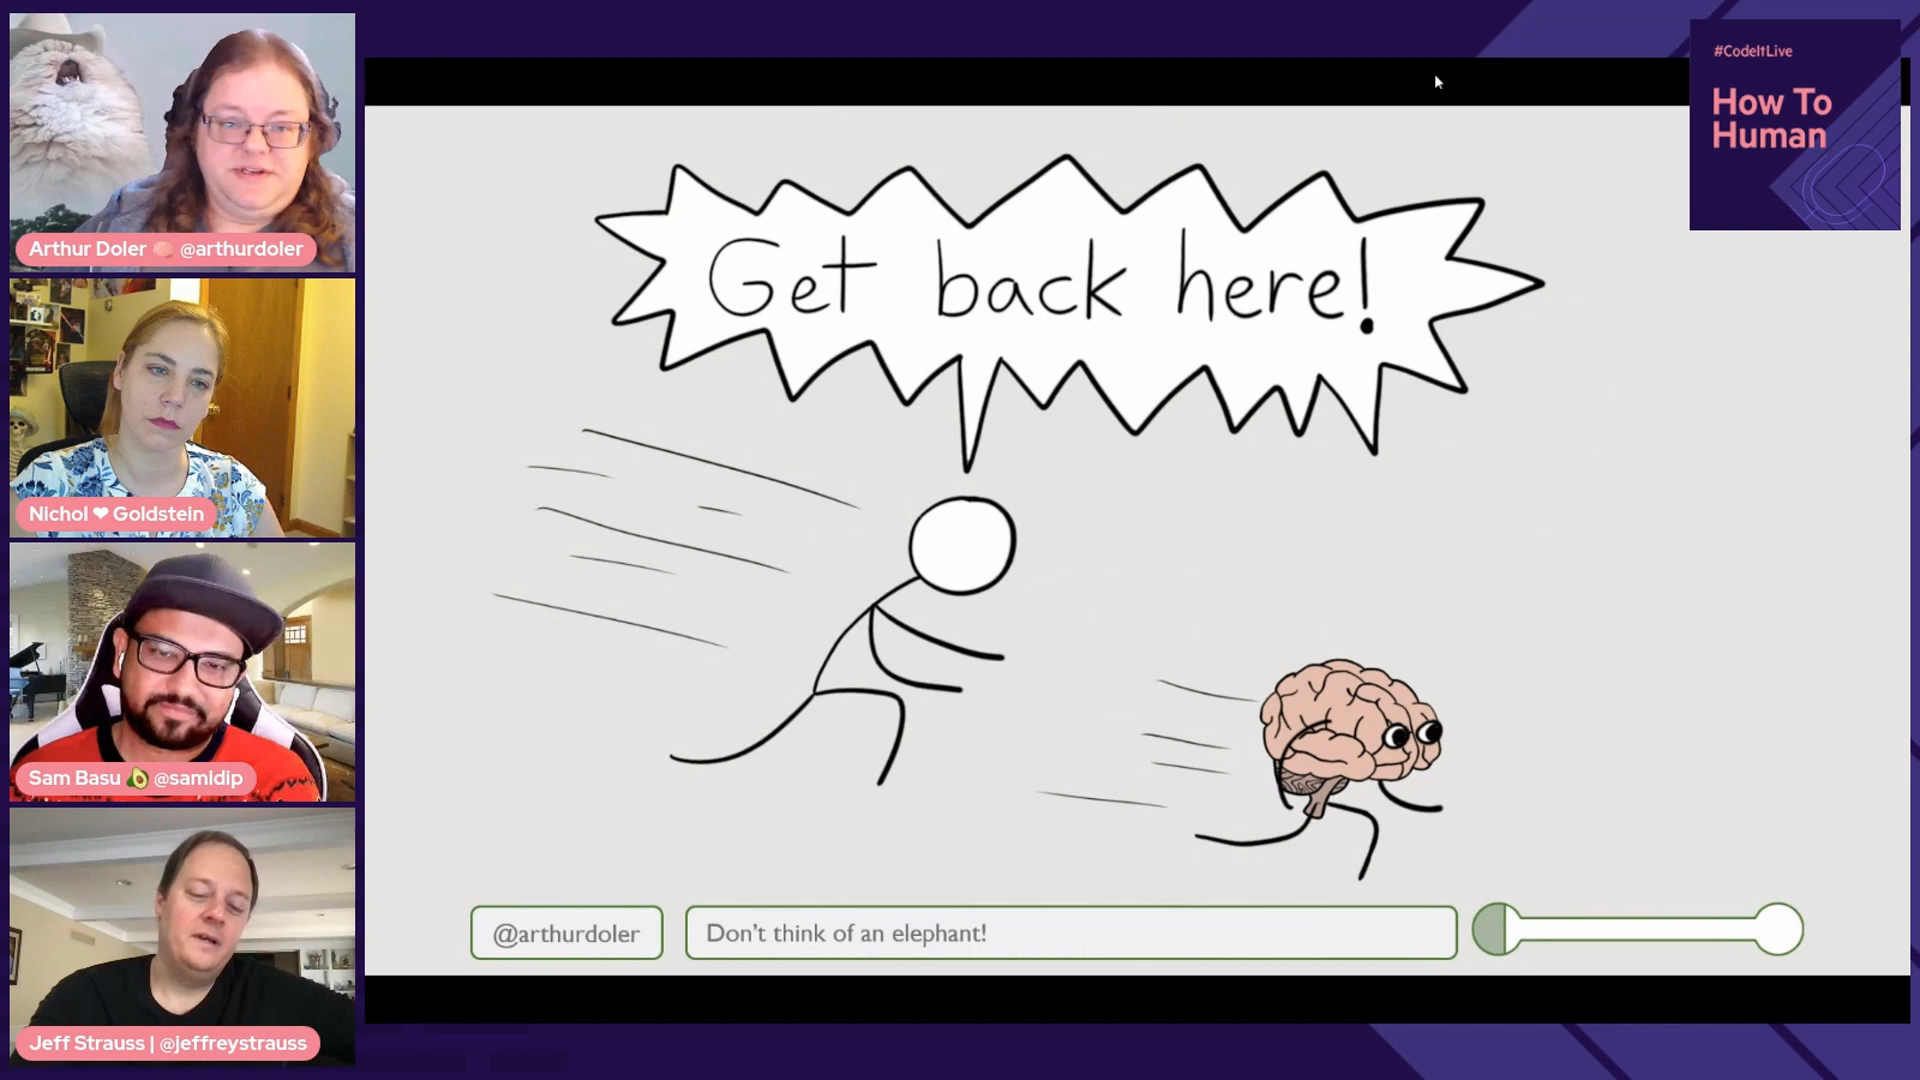 Arthur Doler 🧠 @arthurdoler
Nichol ❤ Goldstein
Sam Basu 🥑 @samidip
Jeff Strauss | @jeffreystrauss
Get back here!
@arthurdoler
Don't think of an elephant!
#CodeItLive
How To
Human